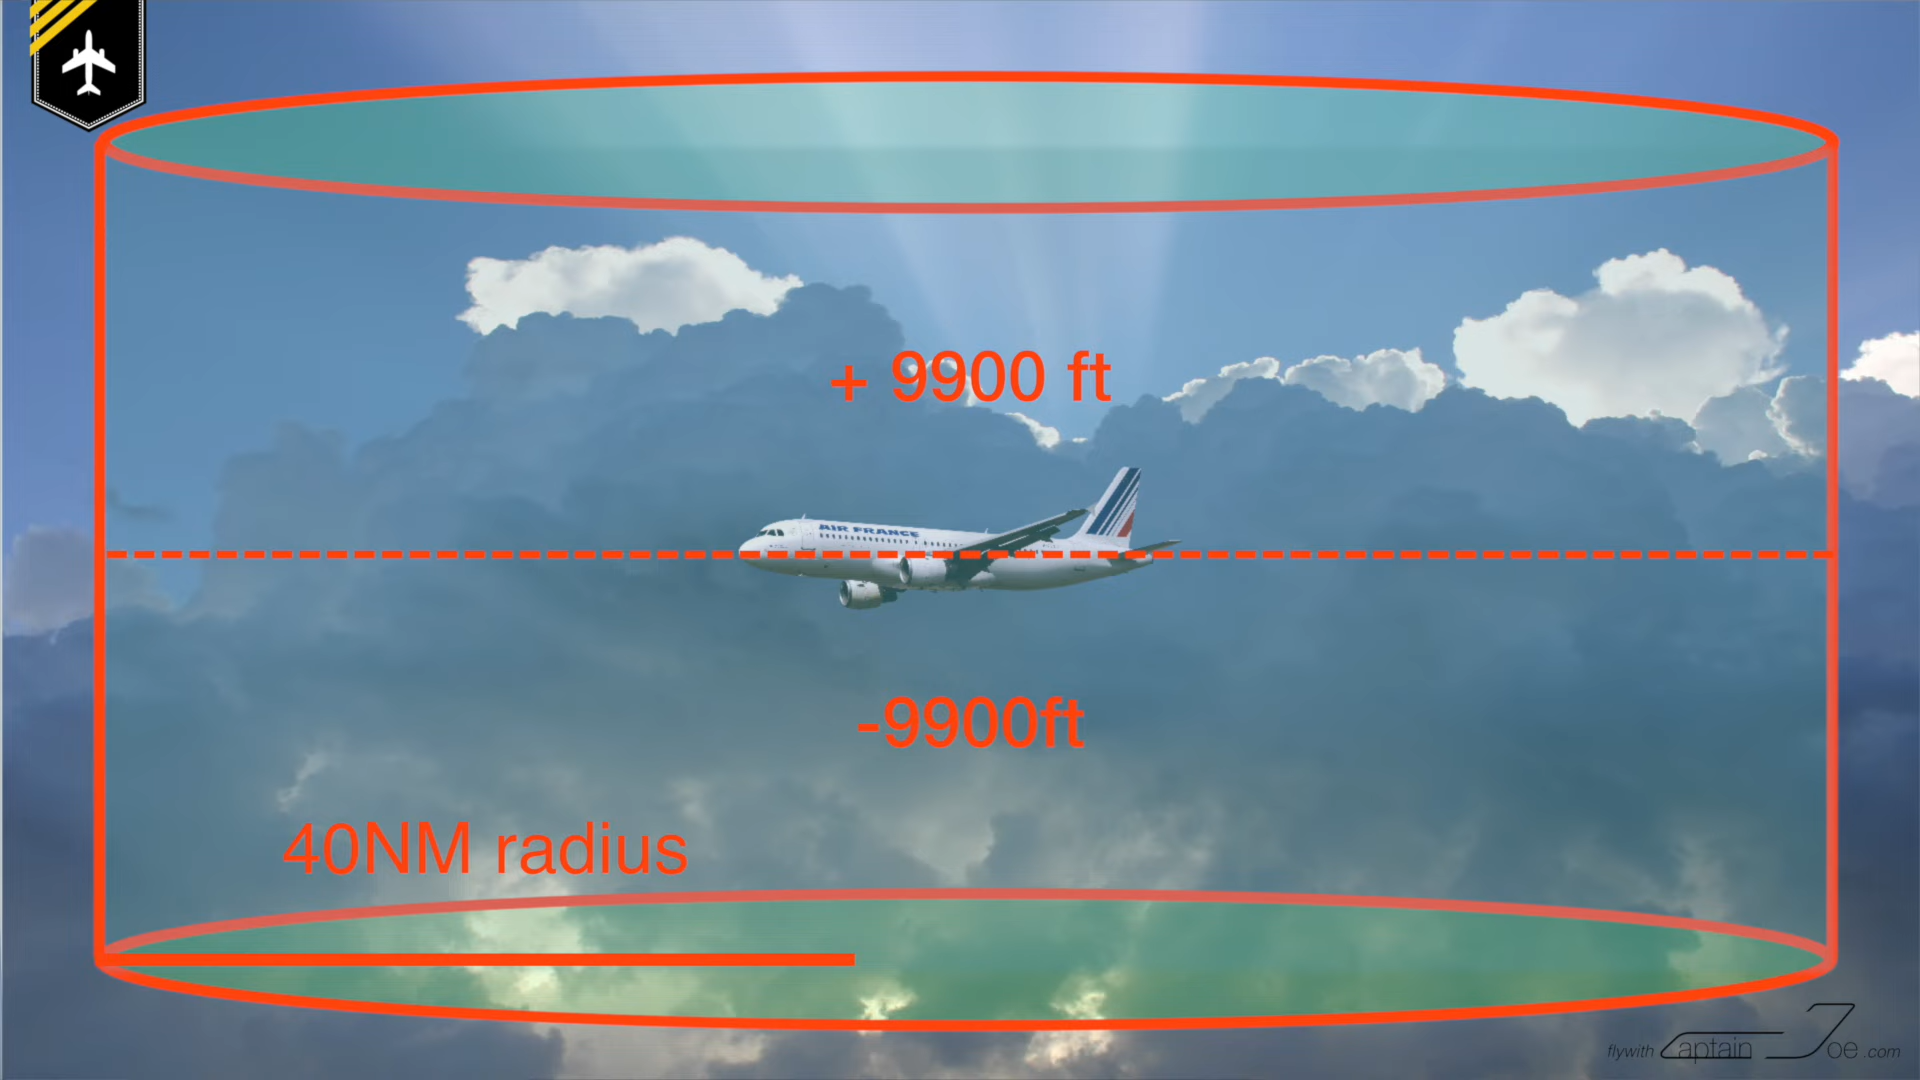 + 9900 ft
AIR FRANCE
-9900ft
40NM radius
flywith Captain Joe .com